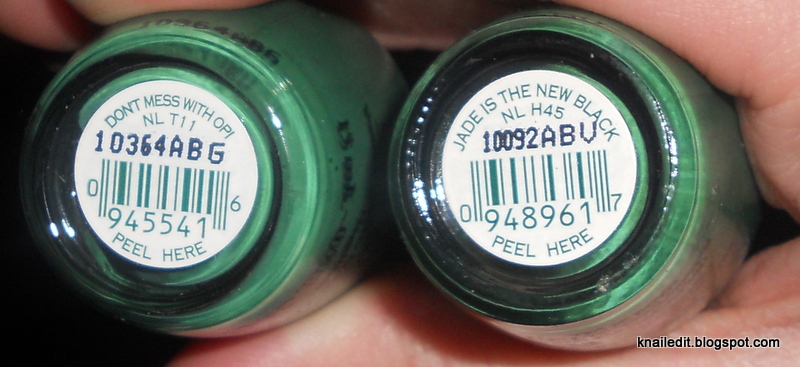 DON'T MESS WITH OPI
NL T11
10364ABG
0 945541 6
PEEL HERE
JADE IS THE NEW BLACK
NL H45
10092ABV
0 948961 7
PEEL HERE
10364ABG
knailedit.blogspot.com